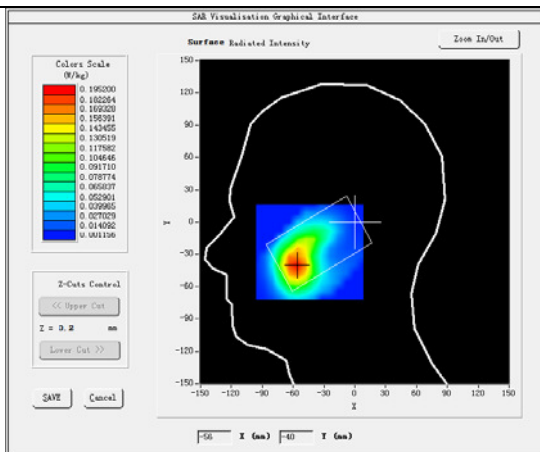 SAR Visualisation Graphical Interface
Surface Radiated Intensity
Zoom In/Out
Colors Scale
(W/kg)
0.195200
0.182264
0.169328
0.156391
0.143455
0.130519
0.117582
0.104646
0.091710
0.078774
0.065837
0.052901
0.039965
0.027029
0.014092
0.001156
Z-Cuts Control
<< Upper Cut
Z = 3.2 mm
Lower Cut >>
SAVE Cancel
150-
120-
90-
60-
30-
0-
-30-
-60-
-90-
-120-
-150-
Y
-150 -120 -90 -60 -30 0 30 60 90 120 150
X
-56 X (mm) -40 Y (mm)